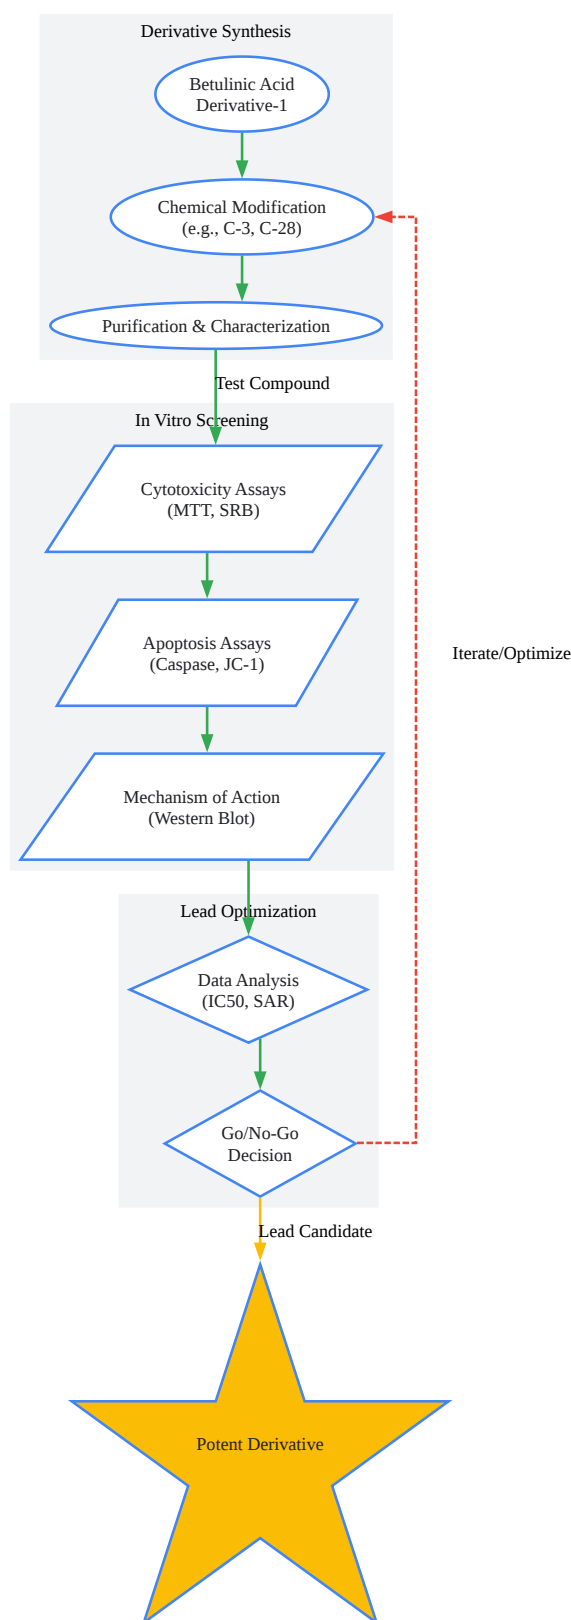 Derivative Synthesis
Betulinic Acid
Derivative-1
Chemical Modification
(e.g., C-3, C-28)
Purification & Characterization
Test Compound
In Vitro Screening
Cytotoxicity Assays
(MTT, SRB)
Apoptosis Assays
(Caspase, JC-1)
Iterate/Optimize
Mechanism of Action
(Western Blot)
Lead Optimization
Data Analysis
(IC50, SAR)
Go/No-Go
Decision
Lead Candidate
Potent Derivative